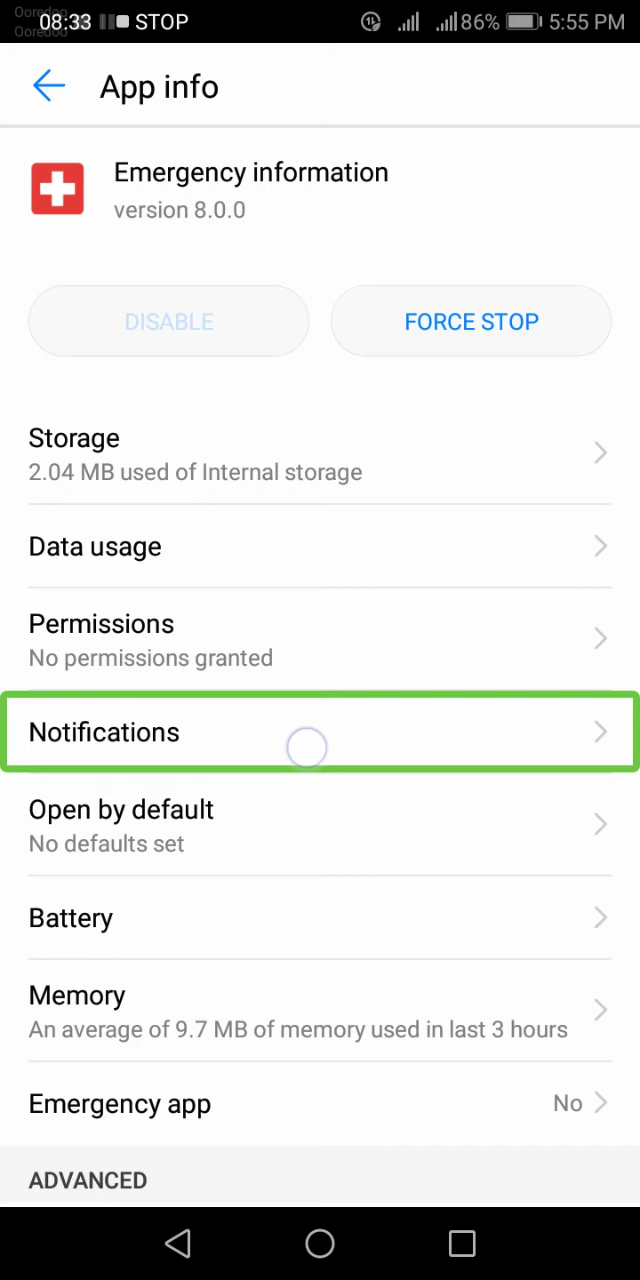 Ooredoo
Ooredoo
08:33 STOP 86% 5:55 PM
App info
Emergency information
version 8.0.0
DISABLE FORCE STOP
Storage
2.04 MB used of Internal storage
Data usage
Permissions
No permissions granted
Notifications
Open by default
No defaults set
Battery
Memory
An average of 9.7 MB of memory used in last 3 hours
Emergency app No
ADVANCED